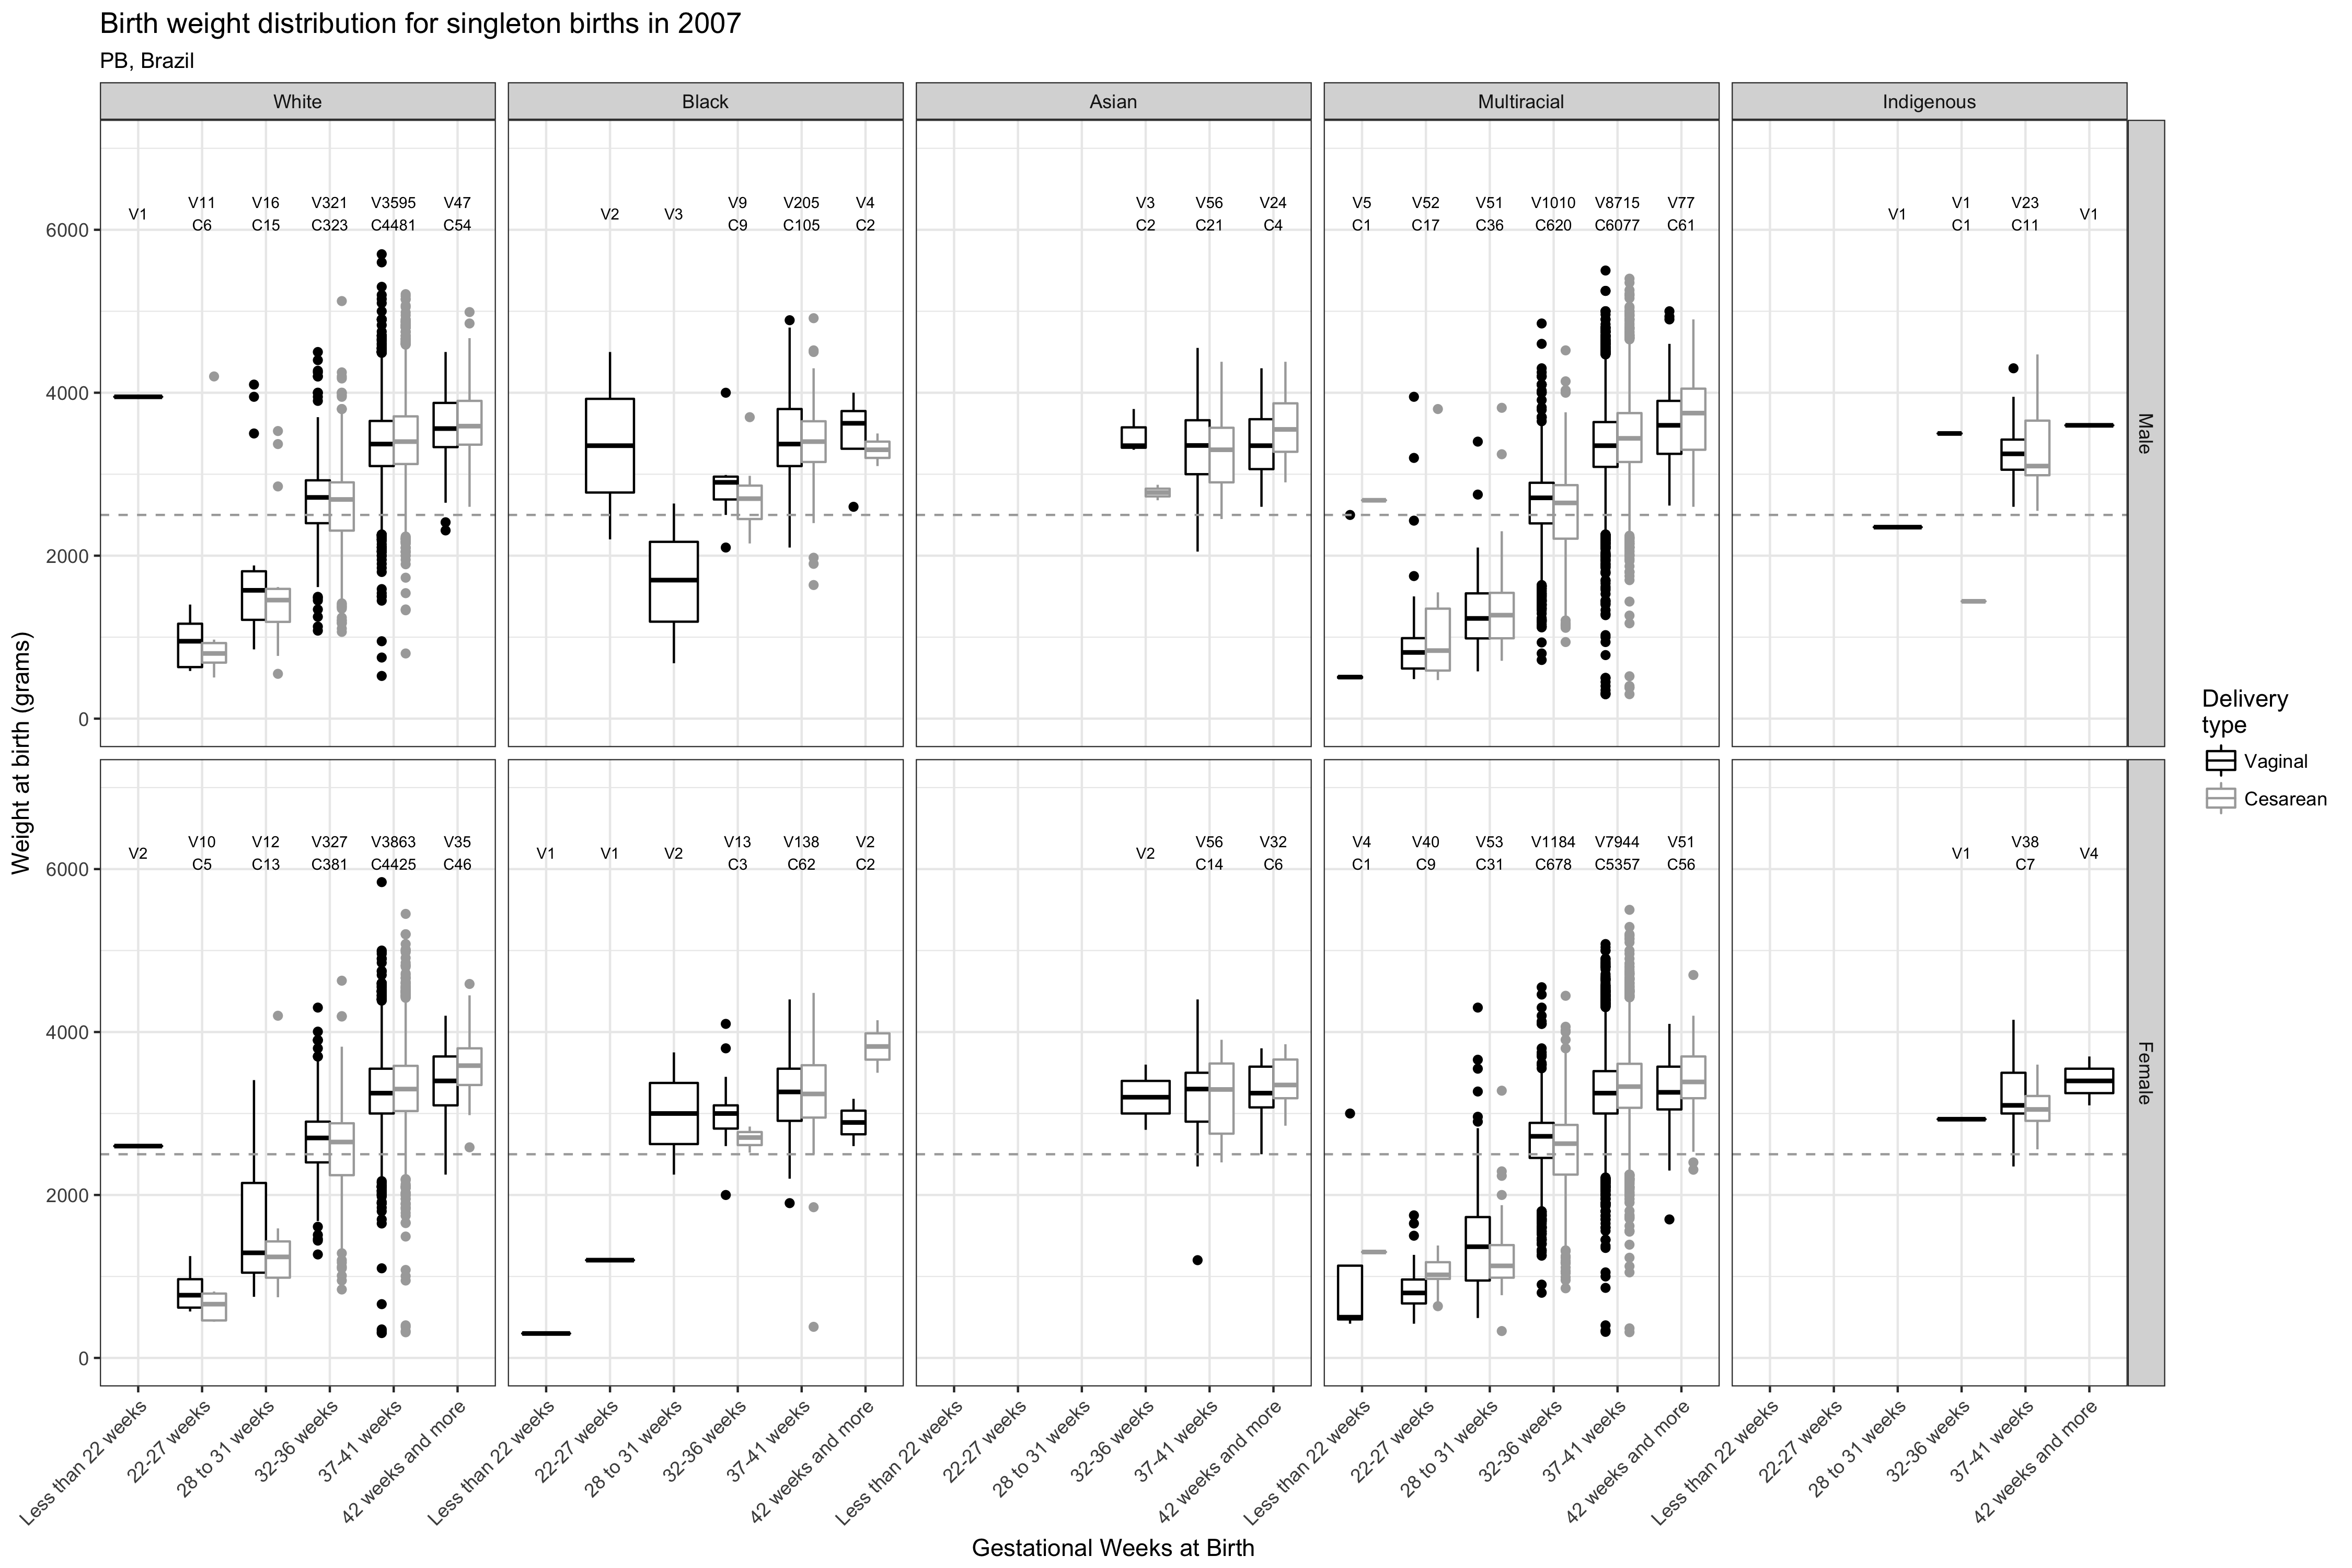 Birth weight distribution for singleton births in 2007
PB, Brazil
White Black Asian Multiracial Indigenous
V1 V11 V16 V321 V3595 V47 V2 V3 V9 V205 V4 V3 V56 V24 V5 V52 V51 V1010 V8715 V77 V1 V1 V23 V1
C6 C15 C323 C4481 C54 C9 C105 C2 C2 C21 C4 C1 C17 C36 C620 C6077 C61 C1 C11
6000
4000
2000
0
Male
V2 V10 V12 V327 V3863 V35 V1 V1 V2 V13 V138 V2 V2 V56 V32 V4 V40 V53 V1184 V7944 V51 V1 V38 V4
C5 C13 C381 C4425 C46 C3 C62 C2 C14 C6 C1 C9 C31 C678 C5357 C56 C7
6000
4000
2000
0
Female
Weight at birth (grams)
Less than 22 weeks
22-27 weeks
28 to 31 weeks
32-36 weeks
37-41 weeks
42 weeks and more
Less than 22 weeks
22-27 weeks
28 to 31 weeks
32-36 weeks
37-41 weeks
42 weeks and more
Less than 22 weeks
22-27 weeks
28 to 31 weeks
32-36 weeks
37-41 weeks
42 weeks and more
Less than 22 weeks
22-27 weeks
28 to 31 weeks
32-36 weeks
37-41 weeks
42 weeks and more
Less than 22 weeks
22-27 weeks
28 to 31 weeks
32-36 weeks
37-41 weeks
42 weeks and more
Gestational Weeks at Birth
Delivery
type
Vaginal
Cesarean